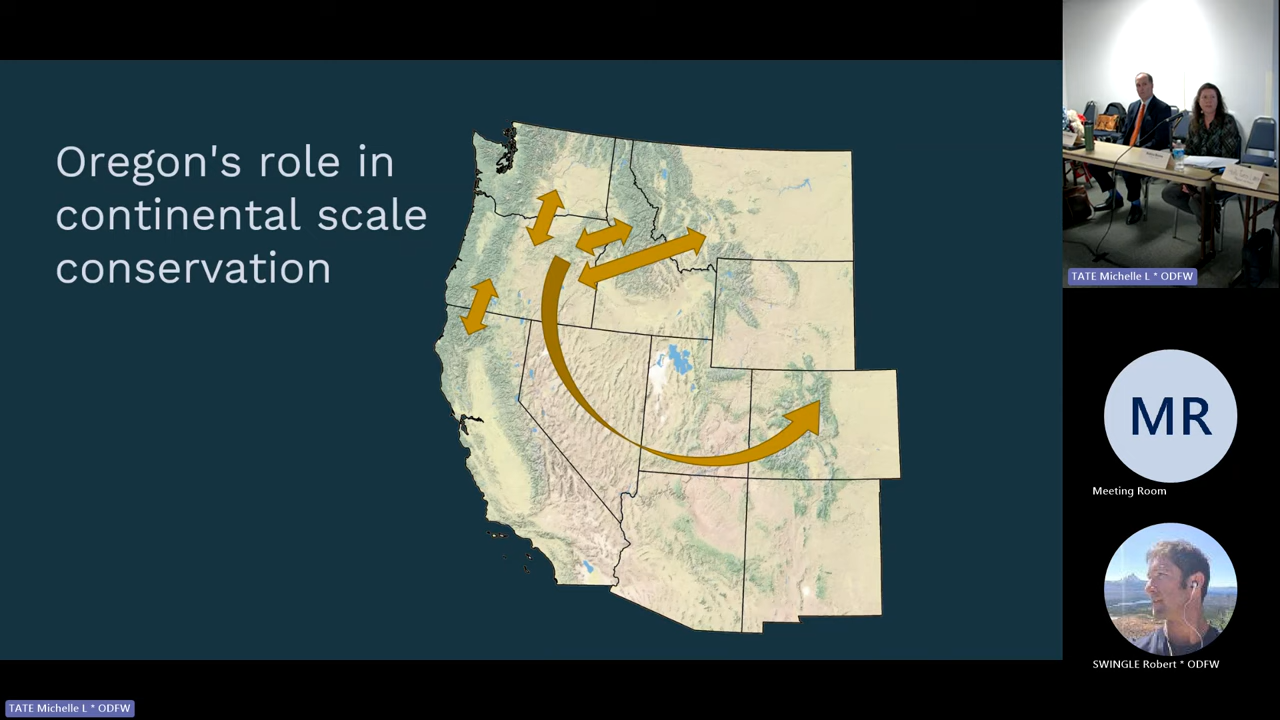 Oregon's role in
continental scale
conservation
TATE Michelle L * ODFW
MR
Meeting Room
SWINGLE Robert * ODFW
TATE Michelle L * ODFW